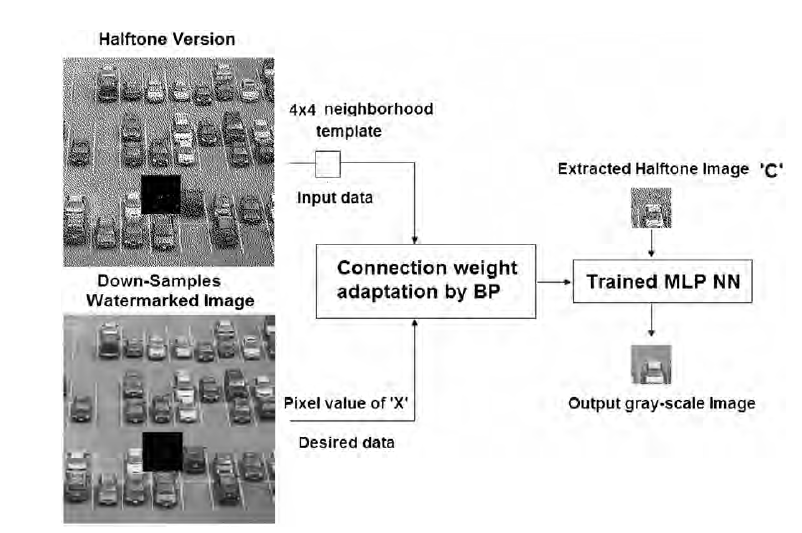 Halftone Version
4x4 neighborhood
template
Input data
Extracted Halftone Image 'C'
Down-Samples
Watermarked Image
Connection weight
adaptation by BP
Trained MLP NN
Pixel value of 'X'
Desired data
Output gray-scale image